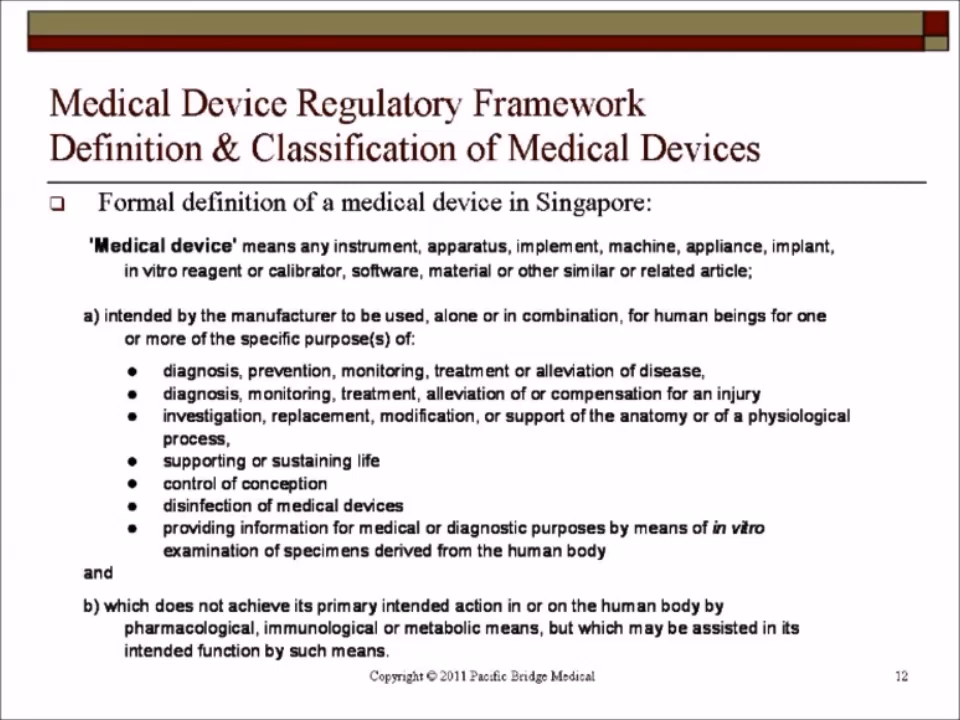 Medical Device Regulatory Framework
Definition & Classification of Medical Devices
Formal definition of a medical device in Singapore:
'Medical device' means any instrument, apparatus, implement, machine, appliance, implant,
in vitro reagent or calibrator, software, material or other similar or related article;
a) intended by the manufacturer to be used, alone or in combination, for human beings for one
or more of the specific purpose(s) of:
● diagnosis, prevention, monitoring, treatment or alleviation of disease,
● diagnosis, monitoring, treatment, alleviation of or compensation for an injury
● investigation, replacement, modification, or support of the anatomy or of a physiological
process,
● supporting or sustaining life
● control of conception
● disinfection of medical devices
● providing information for medical or diagnostic purposes by means of in vitro
examination of specimens derived from the human body
and
b) which does not achieve its primary intended action in or on the human body by
pharmacological, immunological or metabolic means, but which may be assisted in its
intended function by such means.
Copyright © 2011 Pacific Bridge Medical
12